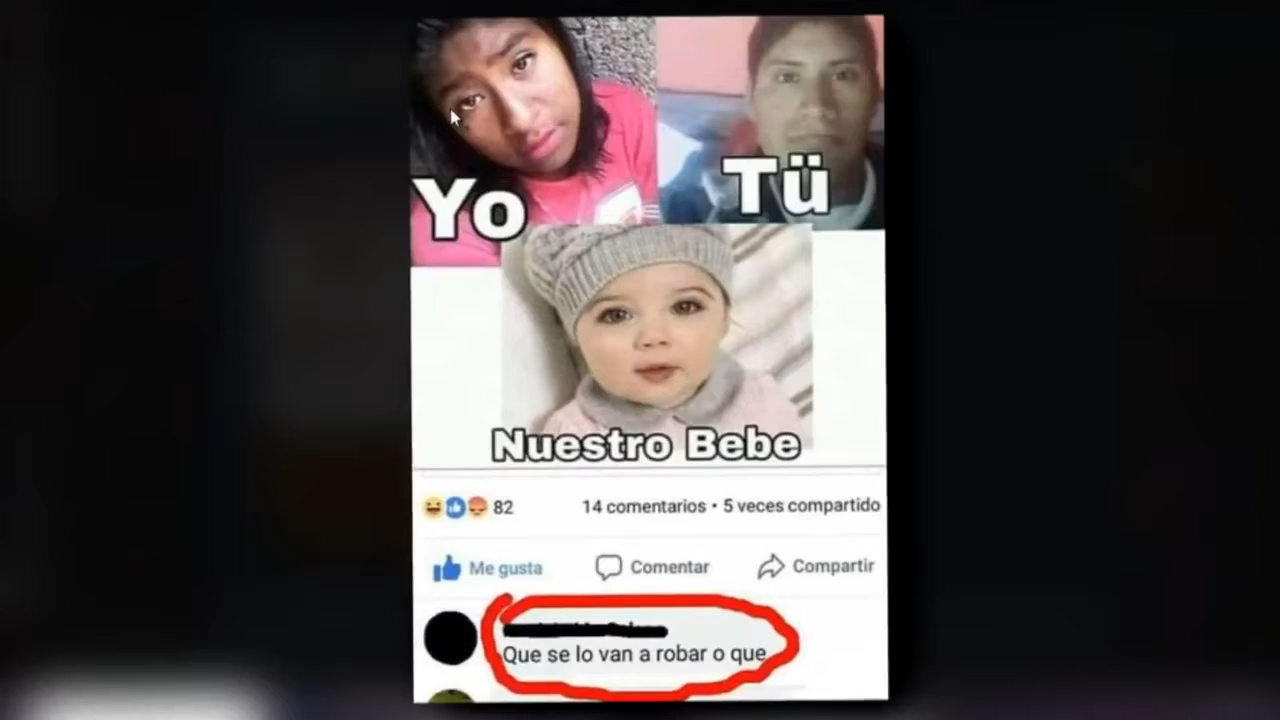 Yo
Tü
Nuestro Bebe
82
14 comentarios • 5 veces compartido
Me gusta
Comentar
Compartir
Que se lo van a robar o que